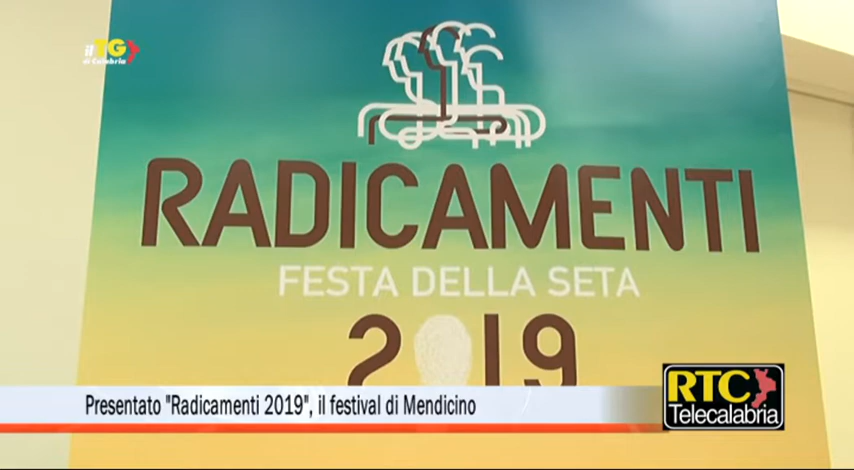 il TG
di Calabria
RADICAMENTI
FESTA DELLA SETA
2019
Presentato "Radicamenti 2019", il festival di Mendicino
RTC
Telecalabria